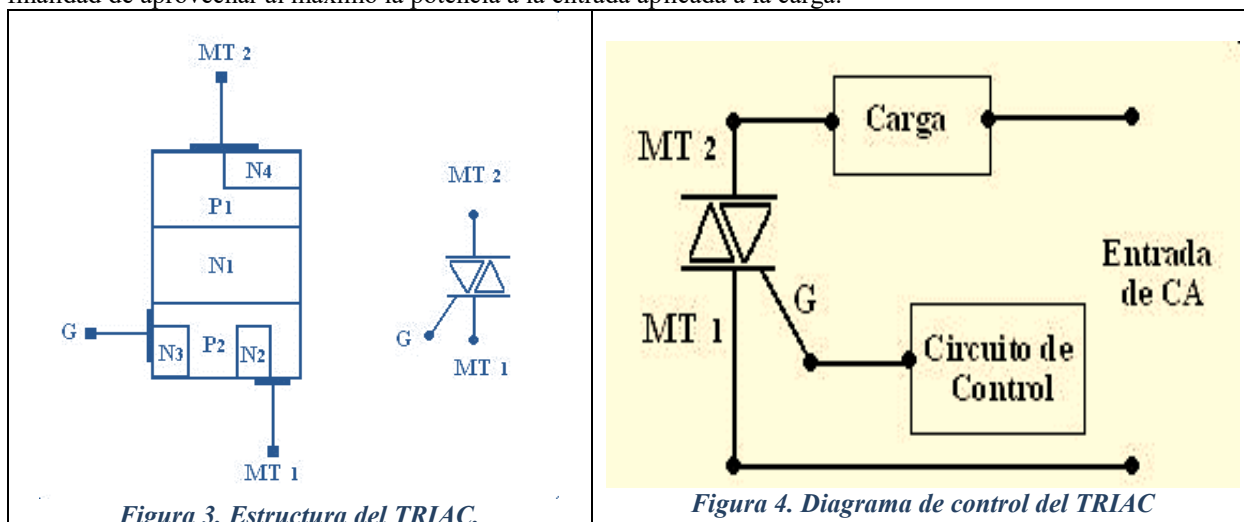 finalidad de aprovechar al máximo la potencia a la entrada aplicada a la carga.
MT 2
N4
P1
N1
G
N3
P2
N2
MT 1
MT 2
G
MT 1
Figura 3. Estructura del TRIAC.
Carga
MT 2
Entrada
de CA
G
MT 1
Circuito de
Control
Figura 4. Diagrama de control del TRIAC